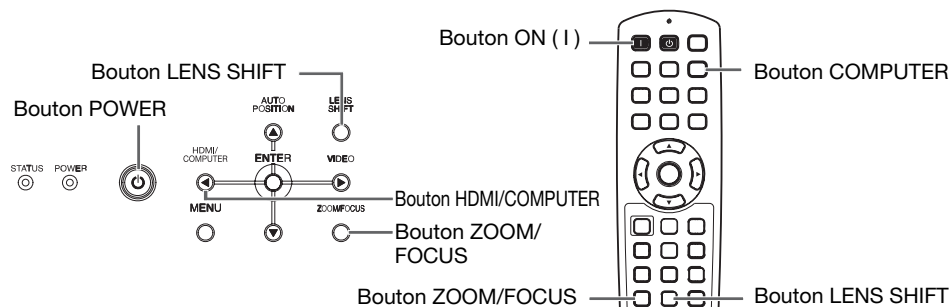 Bouton ON ( I )
Bouton LENS SHIFT
Bouton COMPUTER
Bouton POWER
AUTO POSITION
LENS SHIFT
HDMI/COMPUTER
ENTER
VIDEO
STATUS
POWER
Bouton HDMI/COMPUTER
MENU
ZOOM/FOCUS
Bouton ZOOM/
FOCUS
Bouton ZOOM/FOCUS
Bouton LENS SHIFT